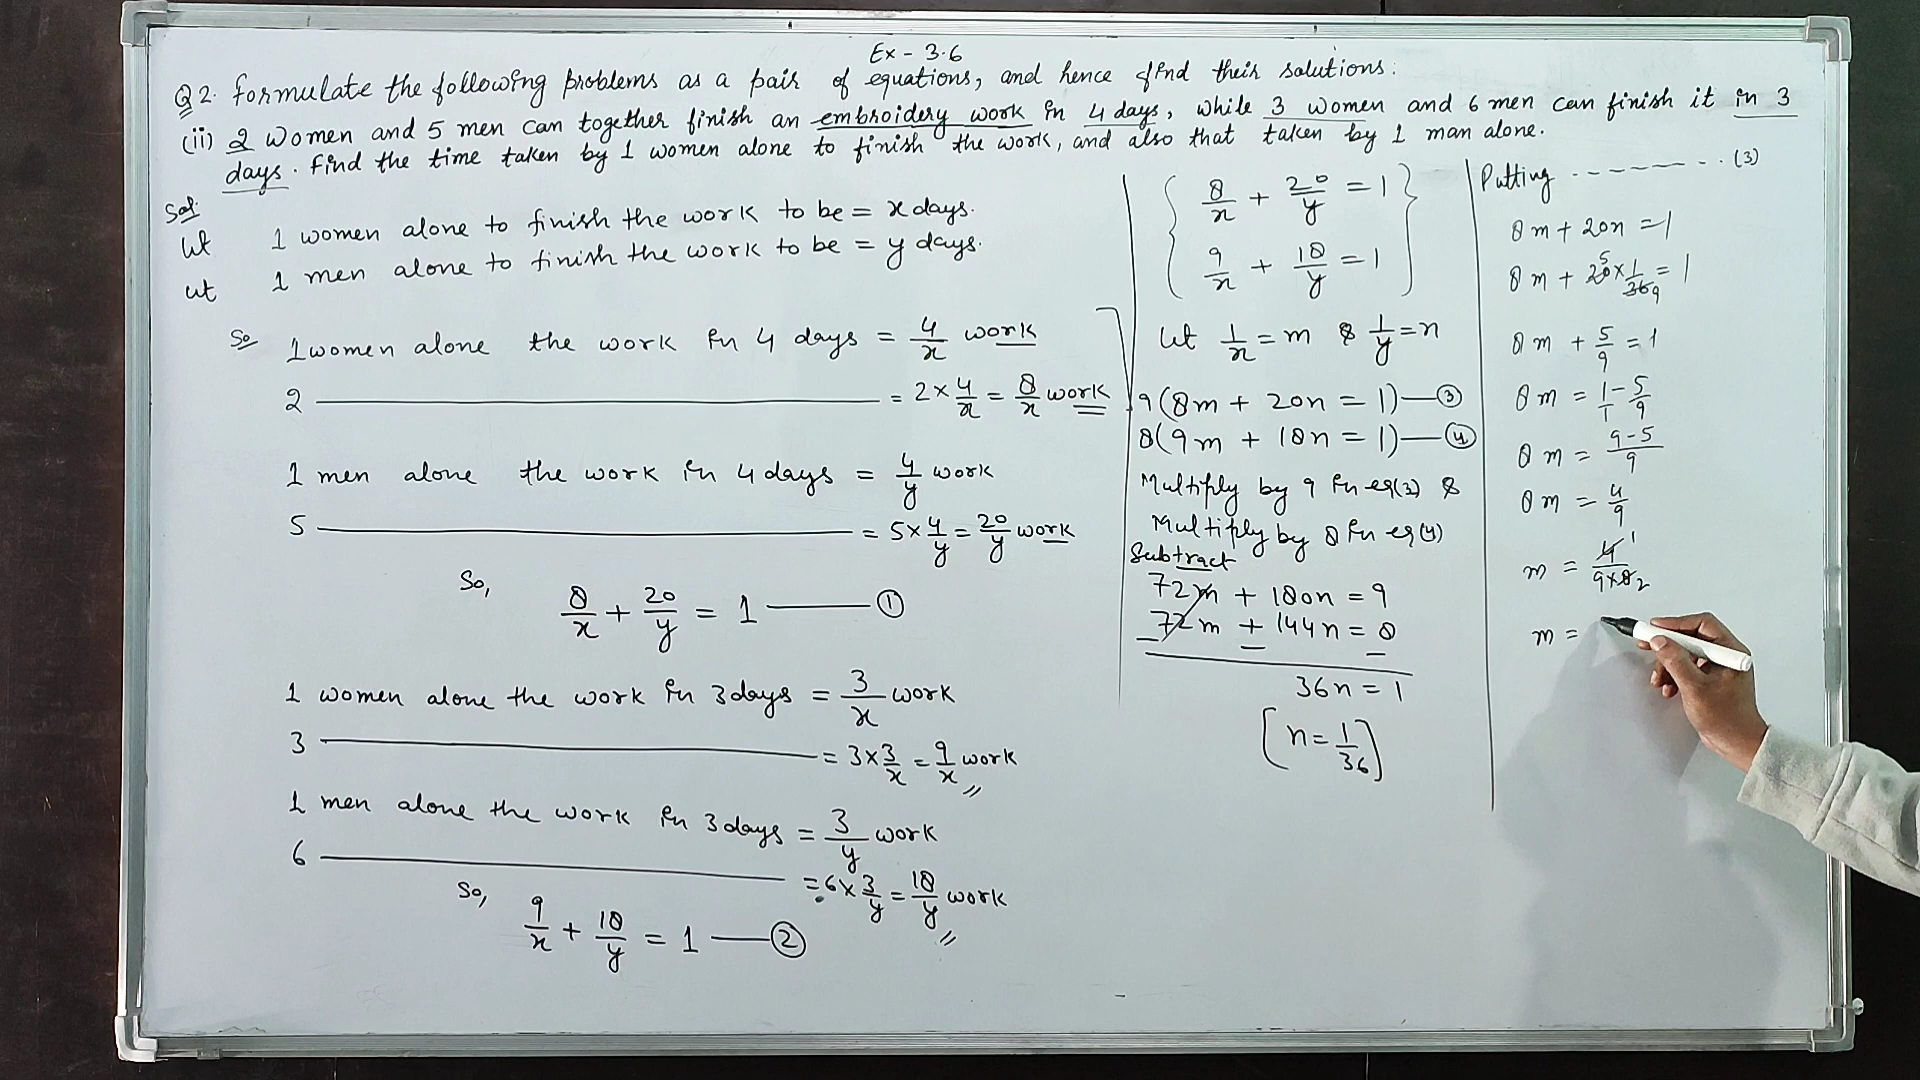 Ex - 3.6
Q2. Formulate the following problems as a pair of equations, and hence find their solutions:
(ii) 2 Women and 5 men can together finish an embroidery work in 4 days, while 3 women and 6 men can finish it in 3
days. Find the time taken by 1 women alone to finish the work, and also that taken by 1 man alone.
Sol.
Let 1 women alone to finish the work to be = x days.
Let 1 men alone to finish the work to be = y days.
So 1 women alone the work in 4 days = 4/x work
2 ———— = 2 × 4/x = 8/x work
1 men alone the work in 4 days = 4/y work
5 ———— = 5 × 4/y = 20/y work
So, 8/x + 20/y = 1 —— ①
1 women alone the work in 3 days = 3/x work
3 ———— = 3 × 3/x = 9/x work
1 men alone the work in 3 days = 3/y work
6 ———— = 6 × 3/y = 18/y work
So, 9/x + 18/y = 1 —— ②
{ 8/x + 20/y = 1
9/x + 18/y = 1 }
Let 1/x = m & 1/y = n
9(8m + 20n = 1) — ③
8(9m + 18n = 1) — ④
Multiply by 9 in eq(3) &
Multiply by 8 in eq(4)
Subtract
72m + 180n = 9
72m + 144n = 8
— — —
36n = 1
[n = 1/36]
Putting - - - - - - - (3)
8m + 20n = 1
8m + 20 5 × 1/36 9 = 1
8m + 5/9 = 1
8m = 1/1 - 5/9
8m = 9-5/9
8m = 4/9
m = 4 1/9×8 2
m =